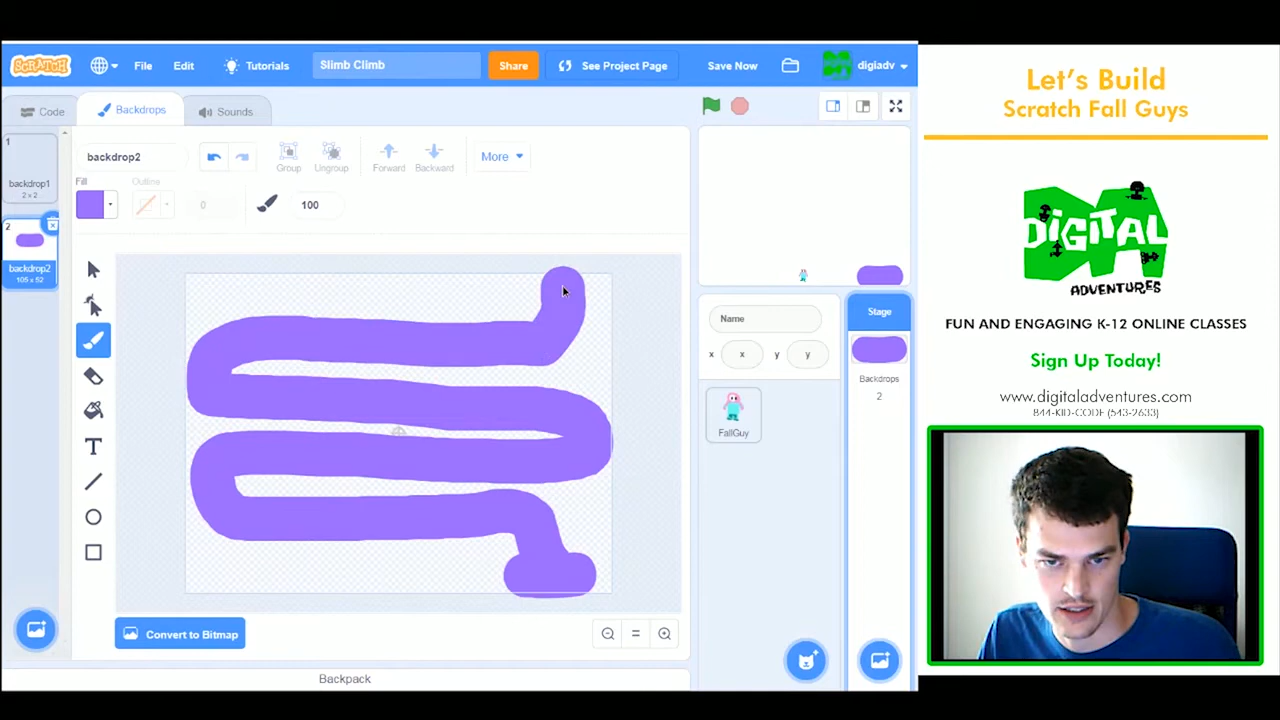 SCRATCH File Edit Tutorials Slimb Climb Share See Project Page Save Now digiadv
Code Backdrops Sounds
1
backdrop1
2 x 2
2
backdrop2
105 x 52
backdrop2 Group Ungroup Forward Backward More
Fill Outline
0 100
T
Convert to Bitmap
Backpack
Name
x x y y
FallGuy
Stage
Backdrops
2
Let's Build
Scratch Fall Guys
DIGITAL
ADVENTURES
FUN AND ENGAGING K-12 ONLINE CLASSES
Sign Up Today!
www.digitaladventures.com
844-KID-CODE (543-2633)